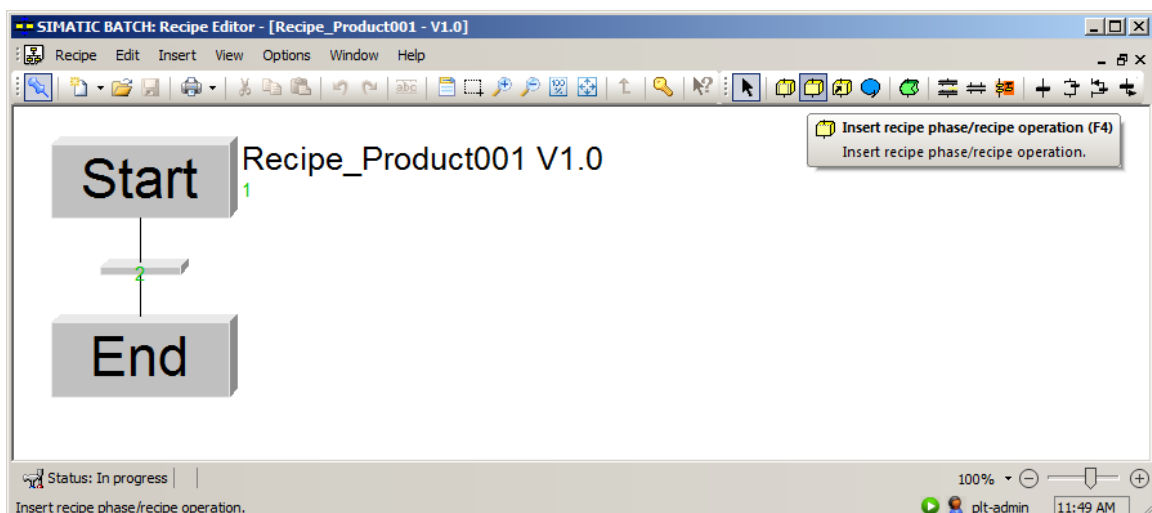 SIMATIC BATCH: Recipe Editor - [Recipe_Product001 - V1.0]
Recipe Edit Insert View Options Window Help
abc
100%
Insert recipe phase/recipe operation (F4)
Insert recipe phase/recipe operation.
Start
Recipe_Product001 V1.0
1
2
End
Status: In progress
100%
Insert recipe phase/recipe operation.
plt-admin
11:49 AM